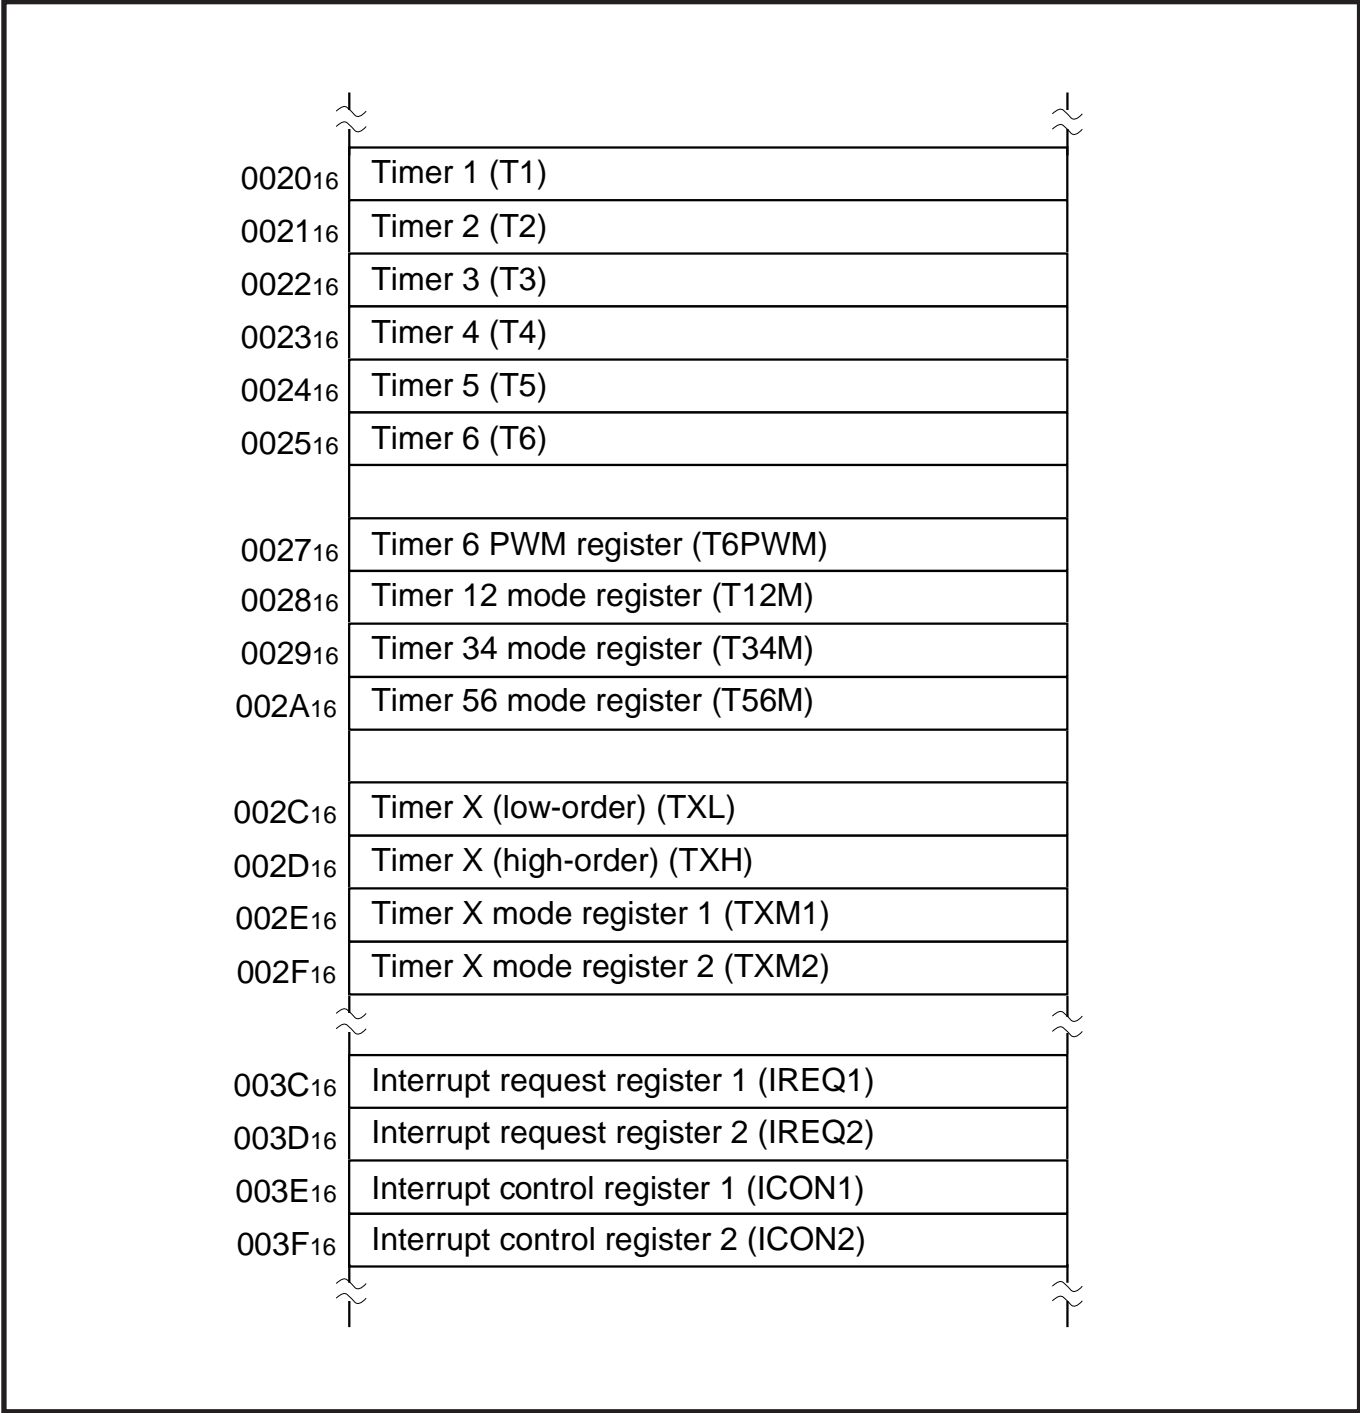 0020₁₆ Timer 1 (T1)
0021₁₆ Timer 2 (T2)
0022₁₆ Timer 3 (T3)
0023₁₆ Timer 4 (T4)
0024₁₆ Timer 5 (T5)
0025₁₆ Timer 6 (T6)
0027₁₆ Timer 6 PWM register (T6PWM)
0028₁₆ Timer 12 mode register (T12M)
0029₁₆ Timer 34 mode register (T34M)
002A₁₆ Timer 56 mode register (T56M)
002C₁₆ Timer X (low-order) (TXL)
002D₁₆ Timer X (high-order) (TXH)
002E₁₆ Timer X mode register 1 (TXM1)
002F₁₆ Timer X mode register 2 (TXM2)
003C₁₆ Interrupt request register 1 (IREQ1)
003D₁₆ Interrupt request register 2 (IREQ2)
003E₁₆ Interrupt control register 1 (ICON1)
003F₁₆ Interrupt control register 2 (ICON2)